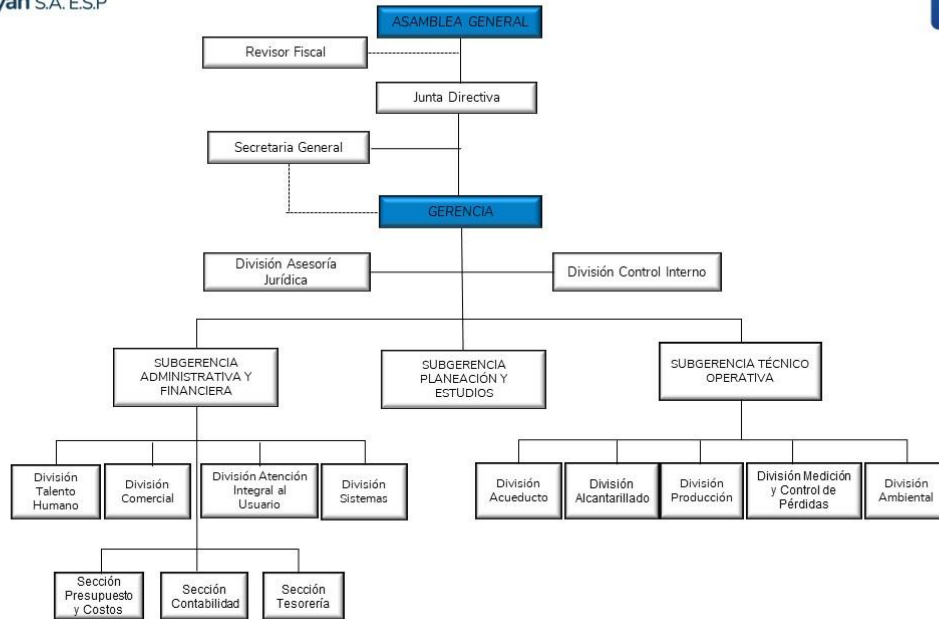 yán S.A. E.S.P
ASAMBLEA GENERAL
Revisor Fiscal
Junta Directiva
Secretaria General
GERENCIA
División Asesoría
Jurídica
División Control Interno
SUBGERENCIA
ADMINISTRATIVA Y
FINANCIERA
SUBGERENCIA
PLANEACIÓN Y
ESTUDIOS
SUBGERENCIA TÉCNICO
OPERATIVA
División
Talento
Humano
División
Comercial
División Atención
Integral al
Usuario
División
Sistemas
División
Acueducto
División
Alcantarillado
División
Producción
División Medición
y Control de
Pérdidas
División
Ambiental
Sección
Presupuesto
y Costos
Sección
Contabilidad
Sección
Tesorería